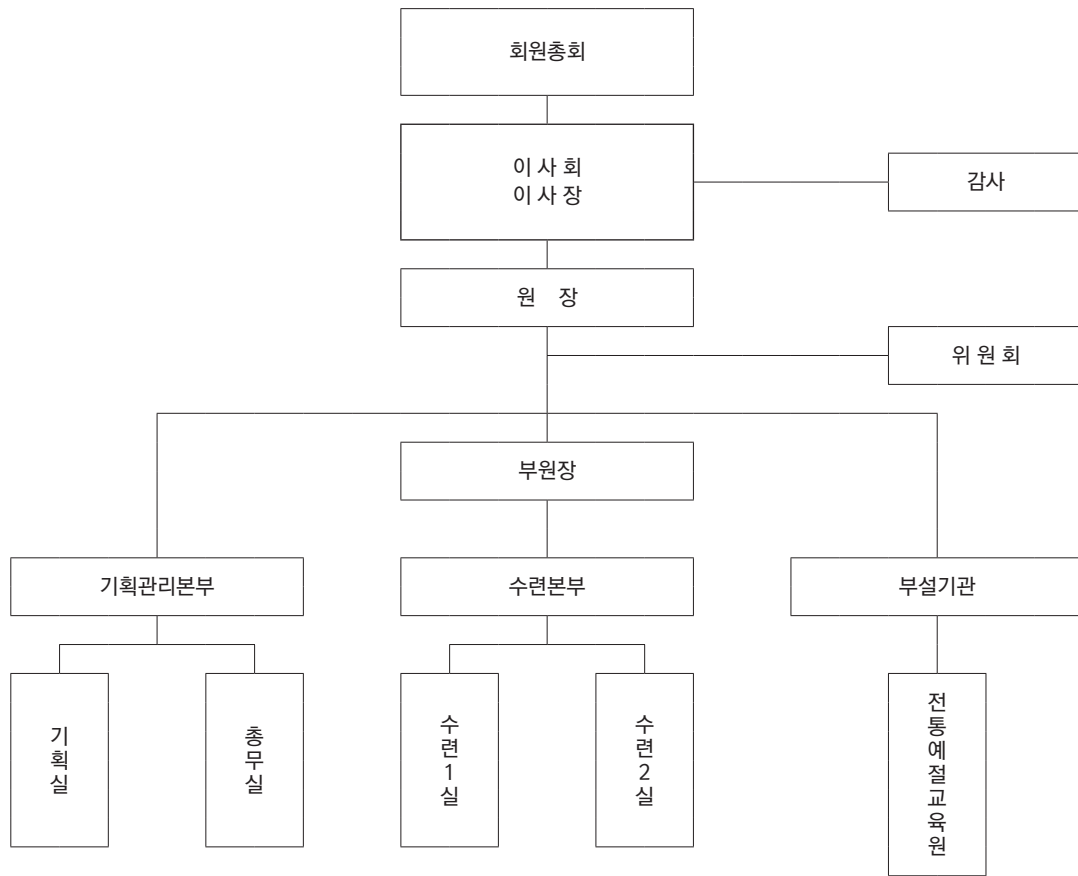 회원총회
이 사 회
이 사 장
감사
원 장
위 원 회
부원장
기획관리본부
수련본부
부설기관
기획실
총무실
수련1실
수련2실
전통예절교육원